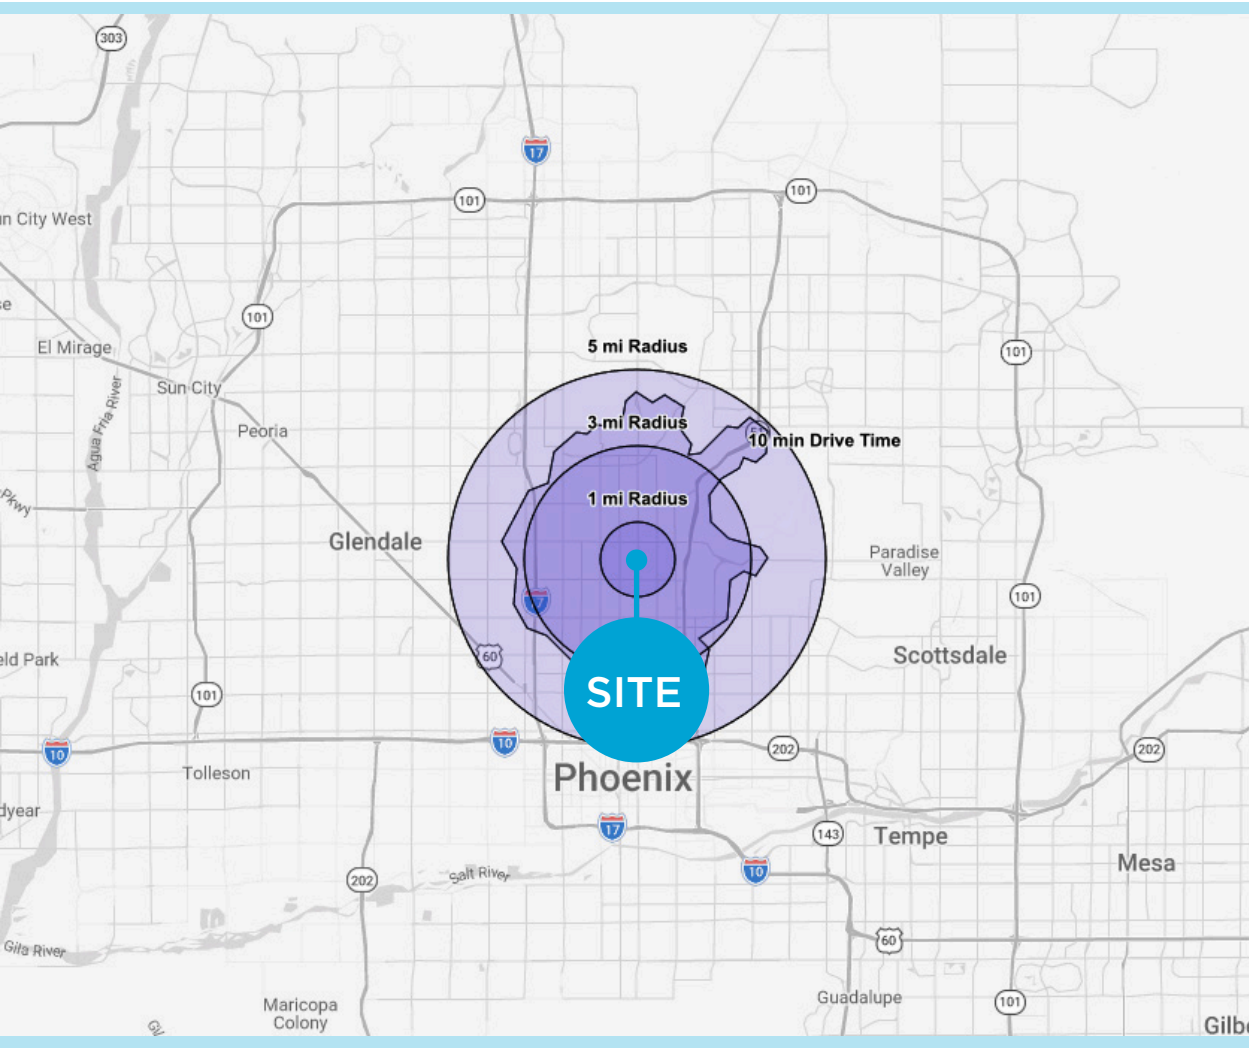 303
17
101
101
un City West
se
101
El Mirage
5 mi Radius
101
Sun City
Agua Fria River
3 mi Radius
Peoria
51
10 min Drive Time
Pkwy
1 mi Radius
Glendale
Paradise
Valley
101
17
60
eld Park
Scottsdale
101
SITE
10
10
202
202
Tolleson
Phoenix
dyear
17
143
Tempe
Mesa
10
202
Salt River
60
Gila River
Guadalupe
101
Maricopa
Colony
Gilbe